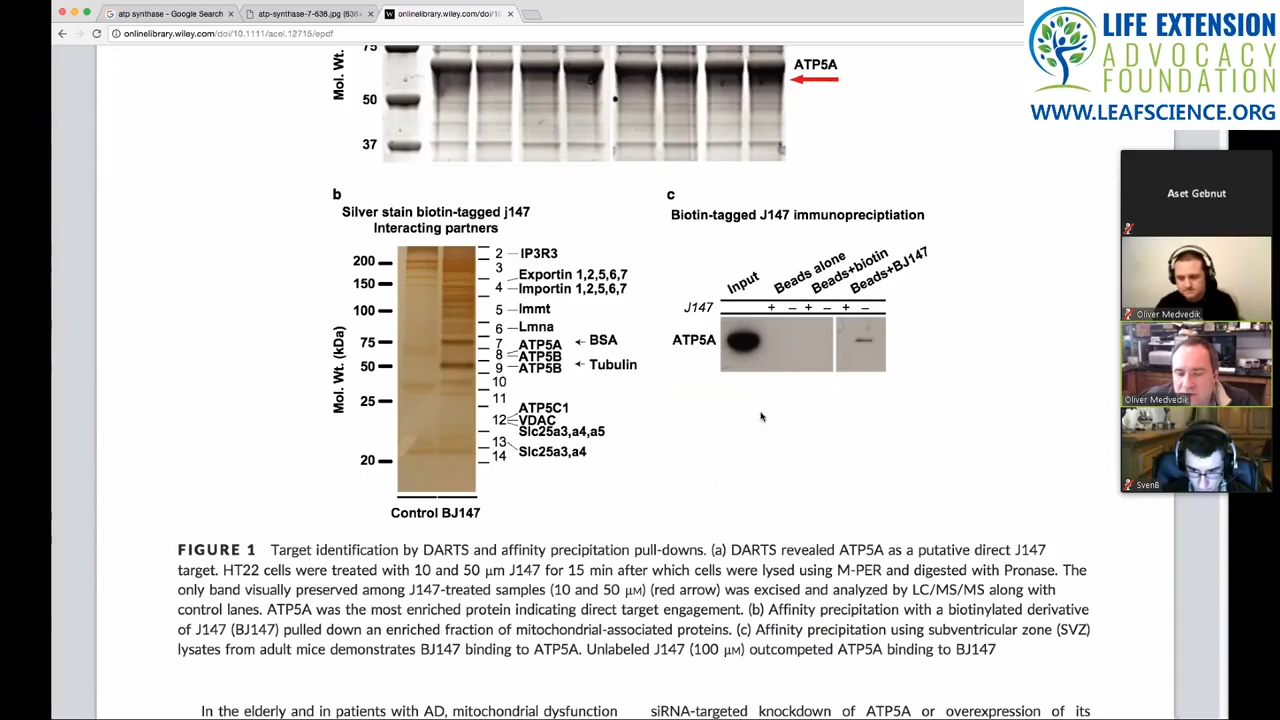 atp synthase - Google Search
atp-synthase-7-638.jpg (638×
onlinelibrary.wiley.com/doi/10
onlinelibrary.wiley.com/doi/10.1111/acel.12715/epdf
LIFE EXTENSION
ADVOCACY
FOUNDATION
WWW.LEAFSCIENCE.ORG
Mol. Wt.
75
50
37
ATP5A
b
Silver stain biotin-tagged j147
Interacting partners
Mol. Wt. (kDa)
200
150
100
75
50
25
20
2 IP3R3
3
Exportin 1,2,5,6,7
4 Importin 1,2,5,6,7
5 Immt
6 Lmna
7 ATP5A ← BSA
8 ATP5B
9 ATP5B ← Tubulin
10
11
ATP5C1
12 VDAC
Slc25a3,a4,a5
13
Slc25a3,a4
14
Control BJ147
c
Biotin-tagged J147 immunopreciptiation
Input
Beads alone
Beads+biotin
Beads+BJ147
J147 + – + – + –
ATP5A
Aset Gebnut
Oliver Medvedik
Oliver Medvedik
SvenB
FIGURE 1 Target identification by DARTS and affinity precipitation pull-downs. (a) DARTS revealed ATP5A as a putative direct J147
target. HT22 cells were treated with 10 and 50 μm J147 for 15 min after which cells were lysed using M-PER and digested with Pronase. The
only band visually preserved among J147-treated samples (10 and 50 μM) (red arrow) was excised and analyzed by LC/MS/MS along with
control lanes. ATP5A was the most enriched protein indicating direct target engagement. (b) Affinity precipitation with a biotinylated derivative
of J147 (BJ147) pulled down an enriched fraction of mitochondrial-associated proteins. (c) Affinity precipitation using subventricular zone (SVZ)
lysates from adult mice demonstrates BJ147 binding to ATP5A. Unlabeled J147 (100 μM) outcompeted ATP5A binding to BJ147
In the elderly and in patients with AD, mitochondrial dysfunction
siRNA-targeted knockdown of ATP5A or overexpression of its